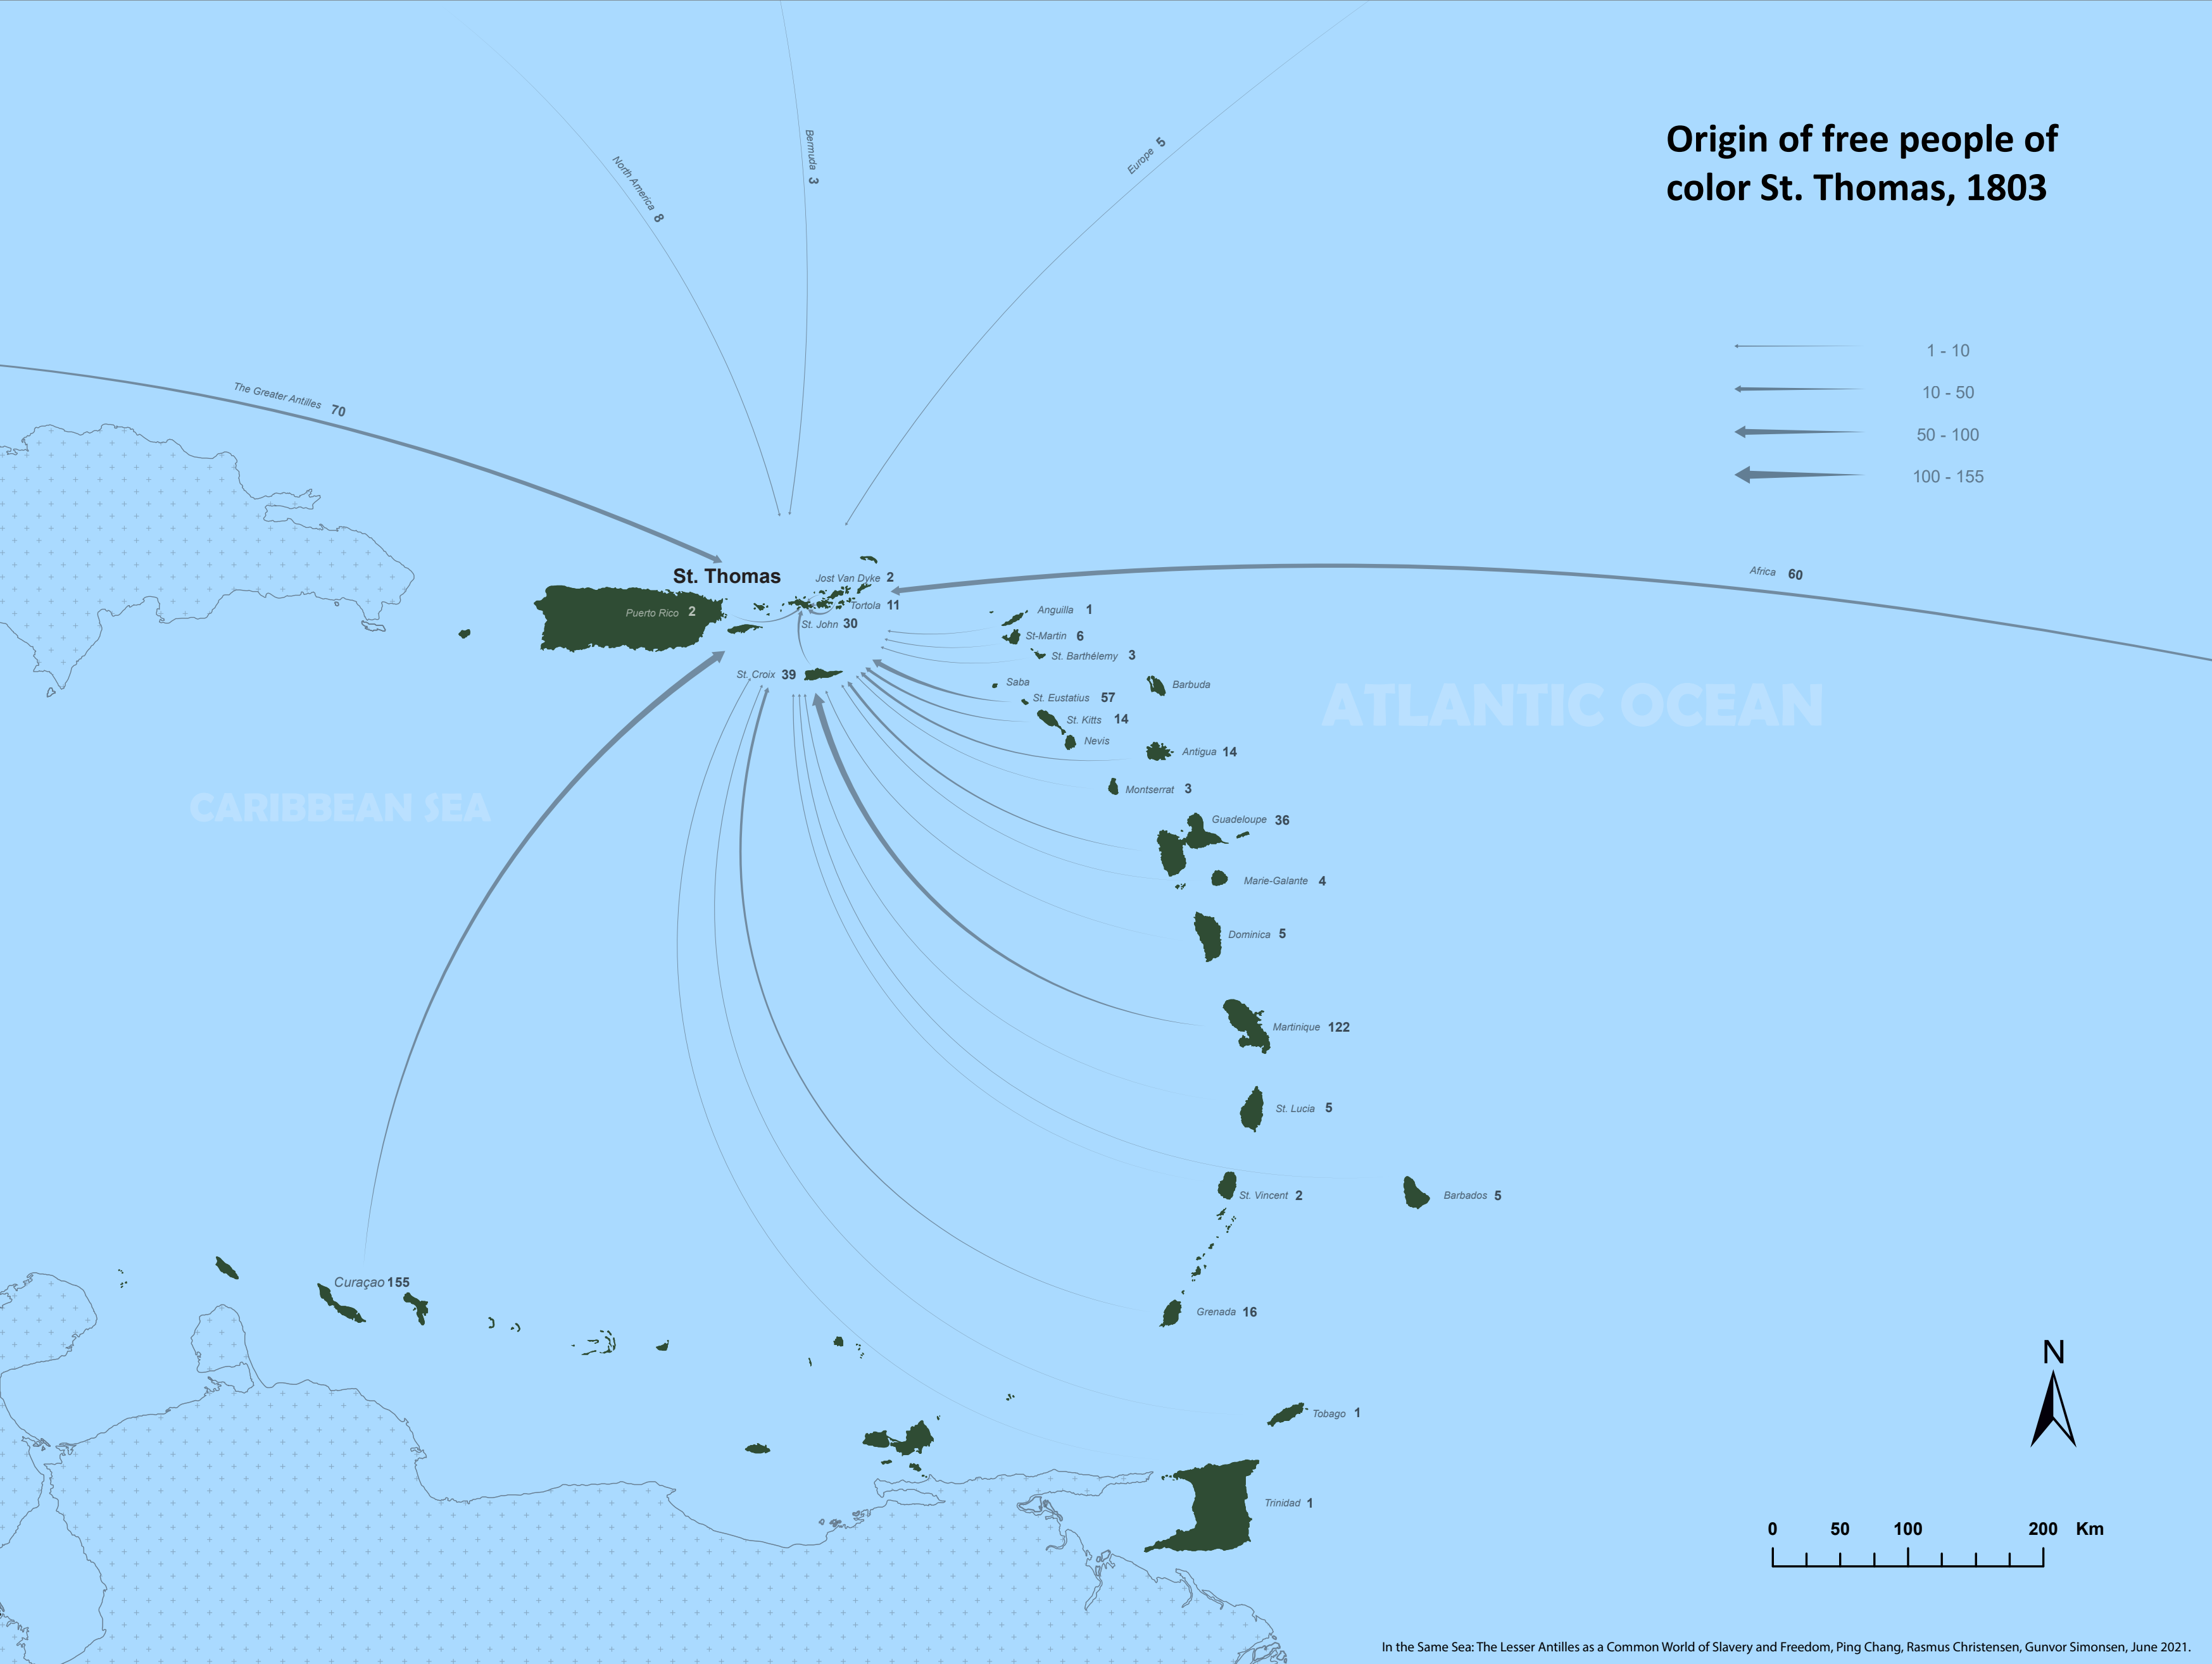 Origin of free people of
color St. Thomas, 1803
North America 8
Bermuda 3
Europe 5
1 - 10
10 - 50
50 - 100
100 - 155
The Greater Antilles 70
Africa 60
St. Thomas
Jost Van Dyke 2
Puerto Rico 2
Tortola 11
St. John 30
Anguilla 1
St-Martin 6
St. Barthélemy 3
St. Croix 39
Saba
Barbuda
St. Eustatius 57
St. Kitts 14
Nevis
Antigua 14
ATLANTIC OCEAN
CARIBBEAN SEA
Montserrat 3
Guadeloupe 36
Marie-Galante 4
Dominica 5
Martinique 122
St. Lucia 5
St. Vincent 2
Barbados 5
Curaçao 155
Grenada 16
Tobago 1
Trinidad 1
N
0 50 100 200 Km
In the Same Sea: The Lesser Antilles as a Common World of Slavery and Freedom, Ping Chang, Rasmus Christensen, Gunvor Simonsen, June 2021.